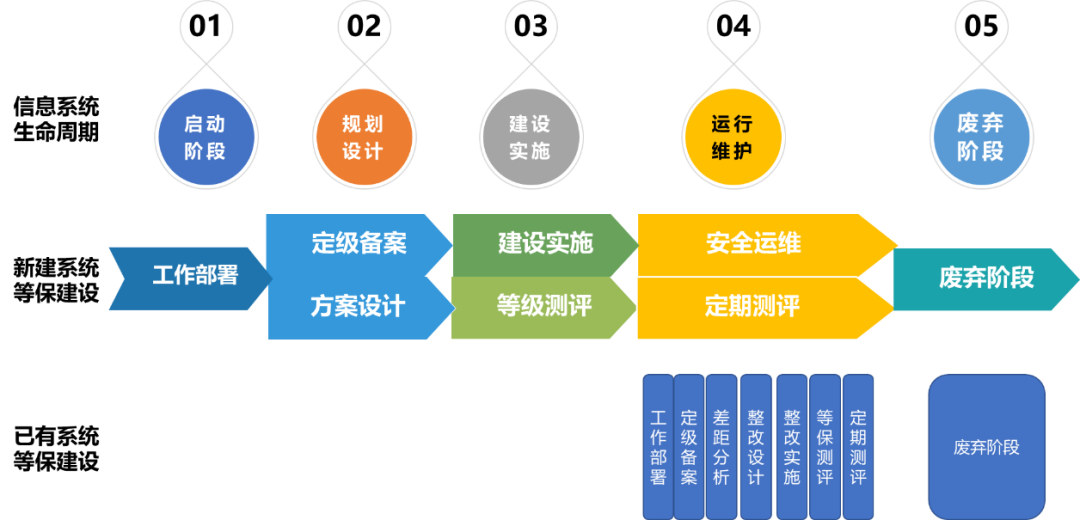 01
02
03
04
05
信息系统
生命周期
启动
阶段
规划
设计
建设
实施
运行
维护
废弃
阶段
新建系统
等保建设
工作部署
定级备案
方案设计
建设实施
等级测评
安全运维
定期测评
废弃阶段
已有系统
等保建设
工作部署
定级备案
差距分析
整改设计
整改实施
等保测评
定期测评
废弃阶段